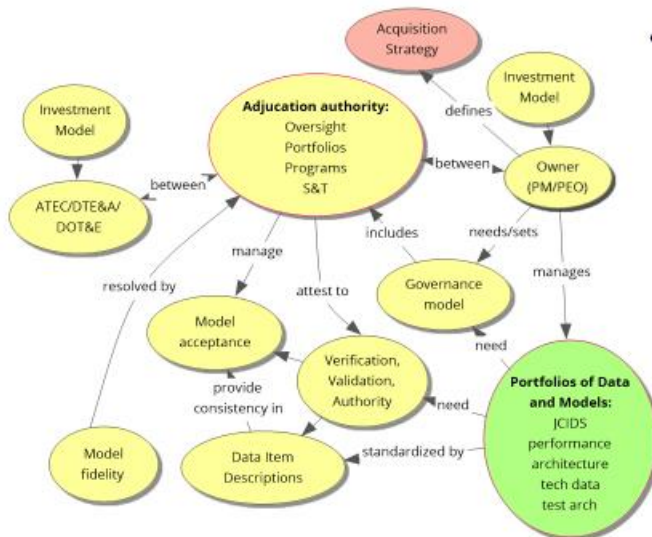 Acquisition
Strategy
Investment
Model
defines
Investment
Model
Adjucation authority:
Oversight
Portfolios
Programs
S&T
between
between
Owner
(PM/PEO)
ATEC/DTE&A/
DOT&E
needs/sets
includes
manage
manages
resolved by
attest to
Governance
model
Model
acceptance
need
Verification,
Validation,
Authority
Portfolios of Data
and Models:
JCIDS
performance
architecture
tech data
test arch
provide
consistency in
need
Model
fidelity
Data Item
Descriptions
standardized by